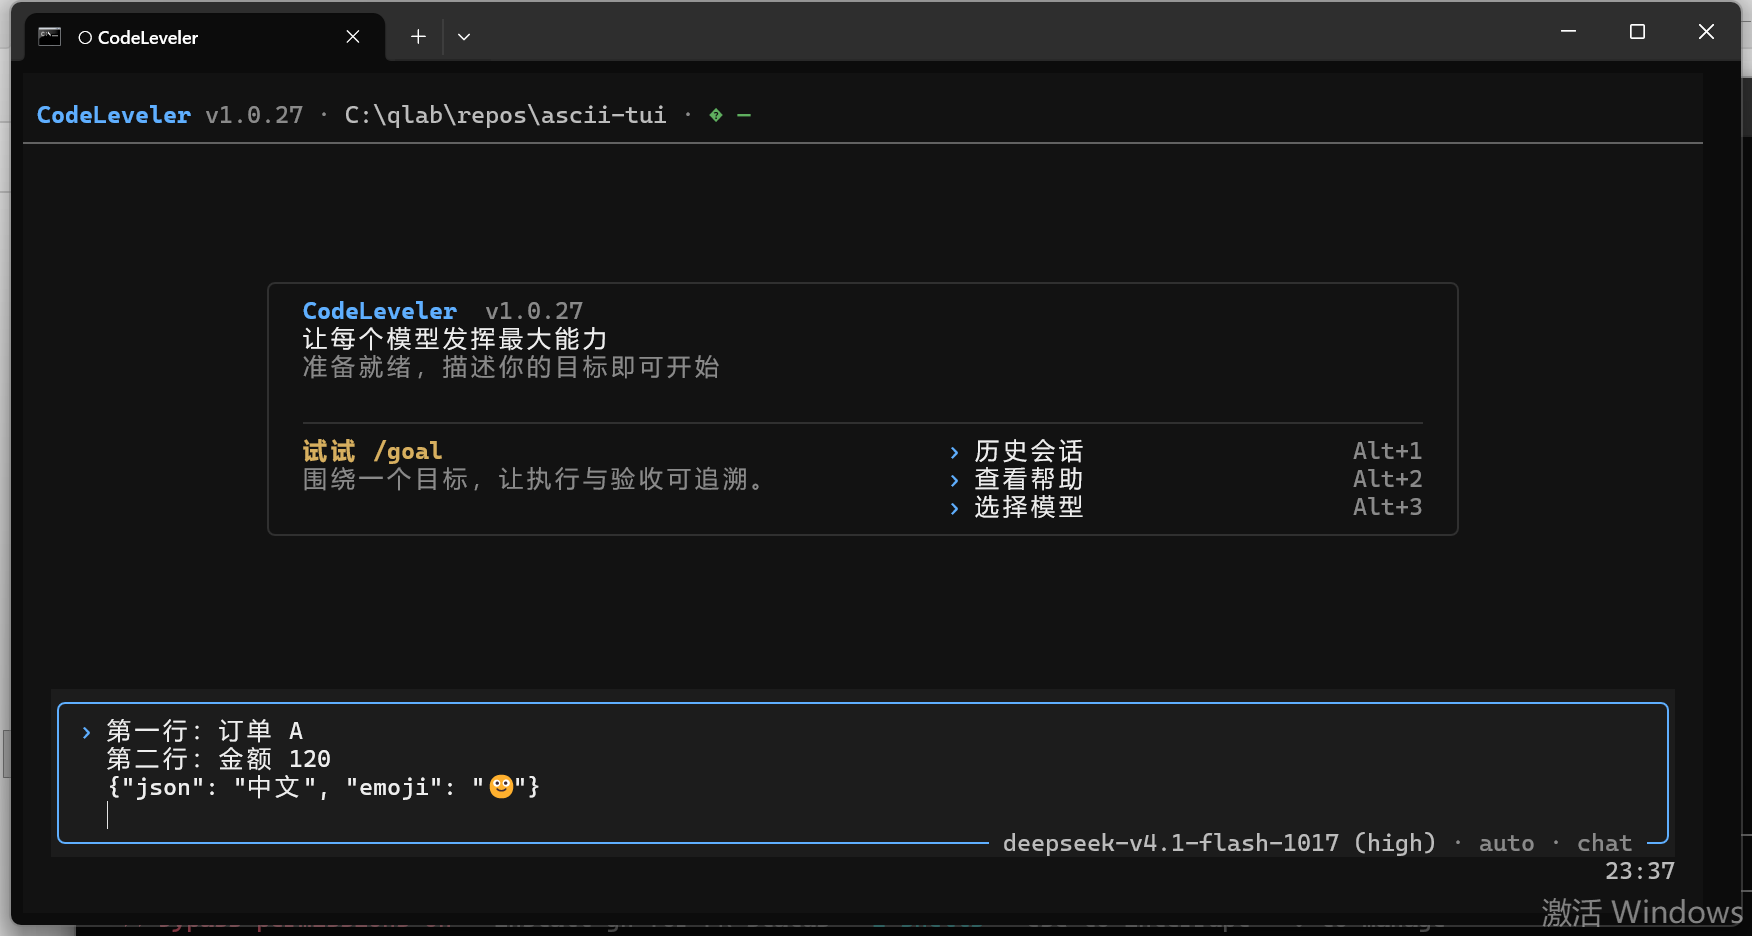 CodeLeveler
CodeLeveler v1.0.27 · C:\qlab\repos\ascii-tui · � —
CodeLeveler v1.0.27
让每个模型发挥最大能力
准备就绪，描述你的目标即可开始
试试 /goal
围绕一个目标，让执行与验收可追溯。
› 历史会话 Alt+1
› 查看帮助 Alt+2
› 选择模型 Alt+3
› 第一行：订单 A
第二行：金额 120
{"json": "中文", "emoji": "🙂"}
deepseek-v4.1-flash-1017 (high) · auto · chat
23:37
激活 Windows